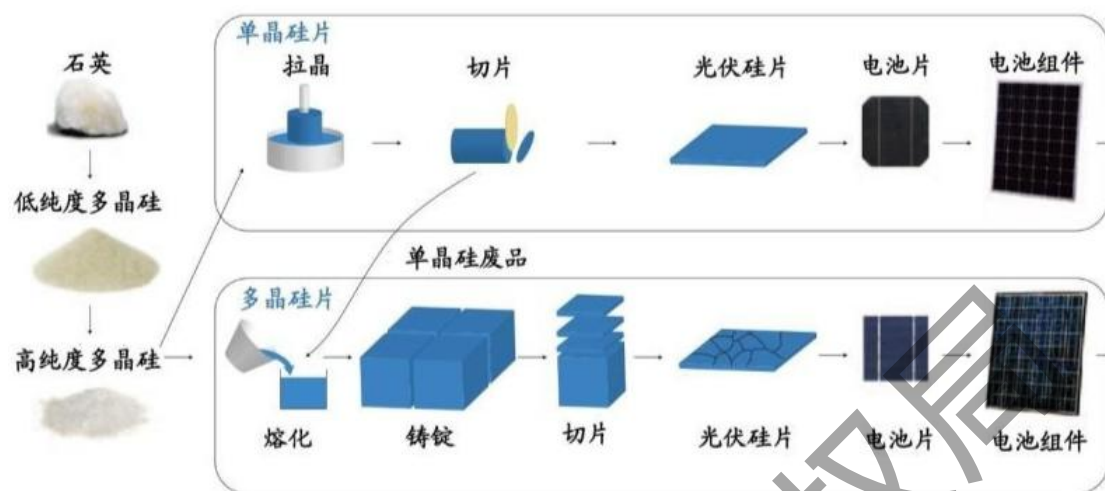 单晶硅片
石英
拉晶
切片
光伏硅片
电池片
电池组件
低纯度多晶硅
单晶硅废品
多晶硅片
高纯度多晶硅
熔化
铸锭
切片
光伏硅片
电池片
电池组件
权局